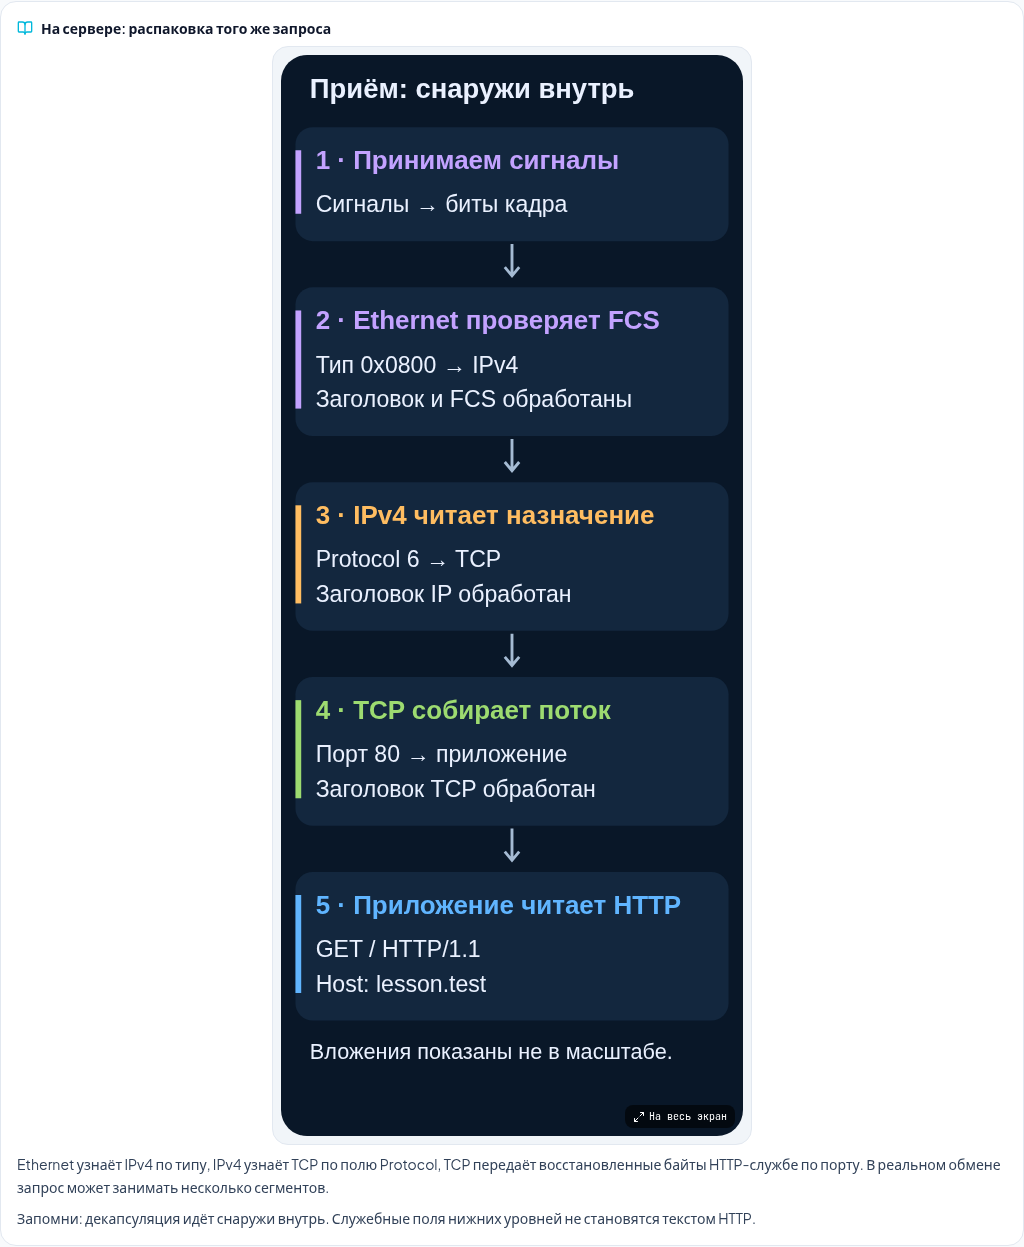 На сервере: распаковка того же запроса
Приём: снаружи внутрь
1 · Принимаем сигналы
Сигналы → биты кадра
2 · Ethernet проверяет FCS
Тип 0x0800 → IPv4
Заголовок и FCS обработаны
3 · IPv4 читает назначение
Protocol 6 → TCP
Заголовок IP обработан
4 · TCP собирает поток
Порт 80 → приложение
Заголовок TCP обработан
5 · Приложение читает HTTP
GET / HTTP/1.1
Host: lesson.test
Вложения показаны не в масштабе.
На весь экран
Ethernet узнаёт IPv4 по типу, IPv4 узнаёт TCP по полю Protocol, TCP передаёт восстановленные байты HTTP-службе по порту. В реальном обмене
запрос может занимать несколько сегментов.
Запомни: декапсуляция идёт снаружи внутрь. Служебные поля нижних уровней не становятся текстом HTTP.